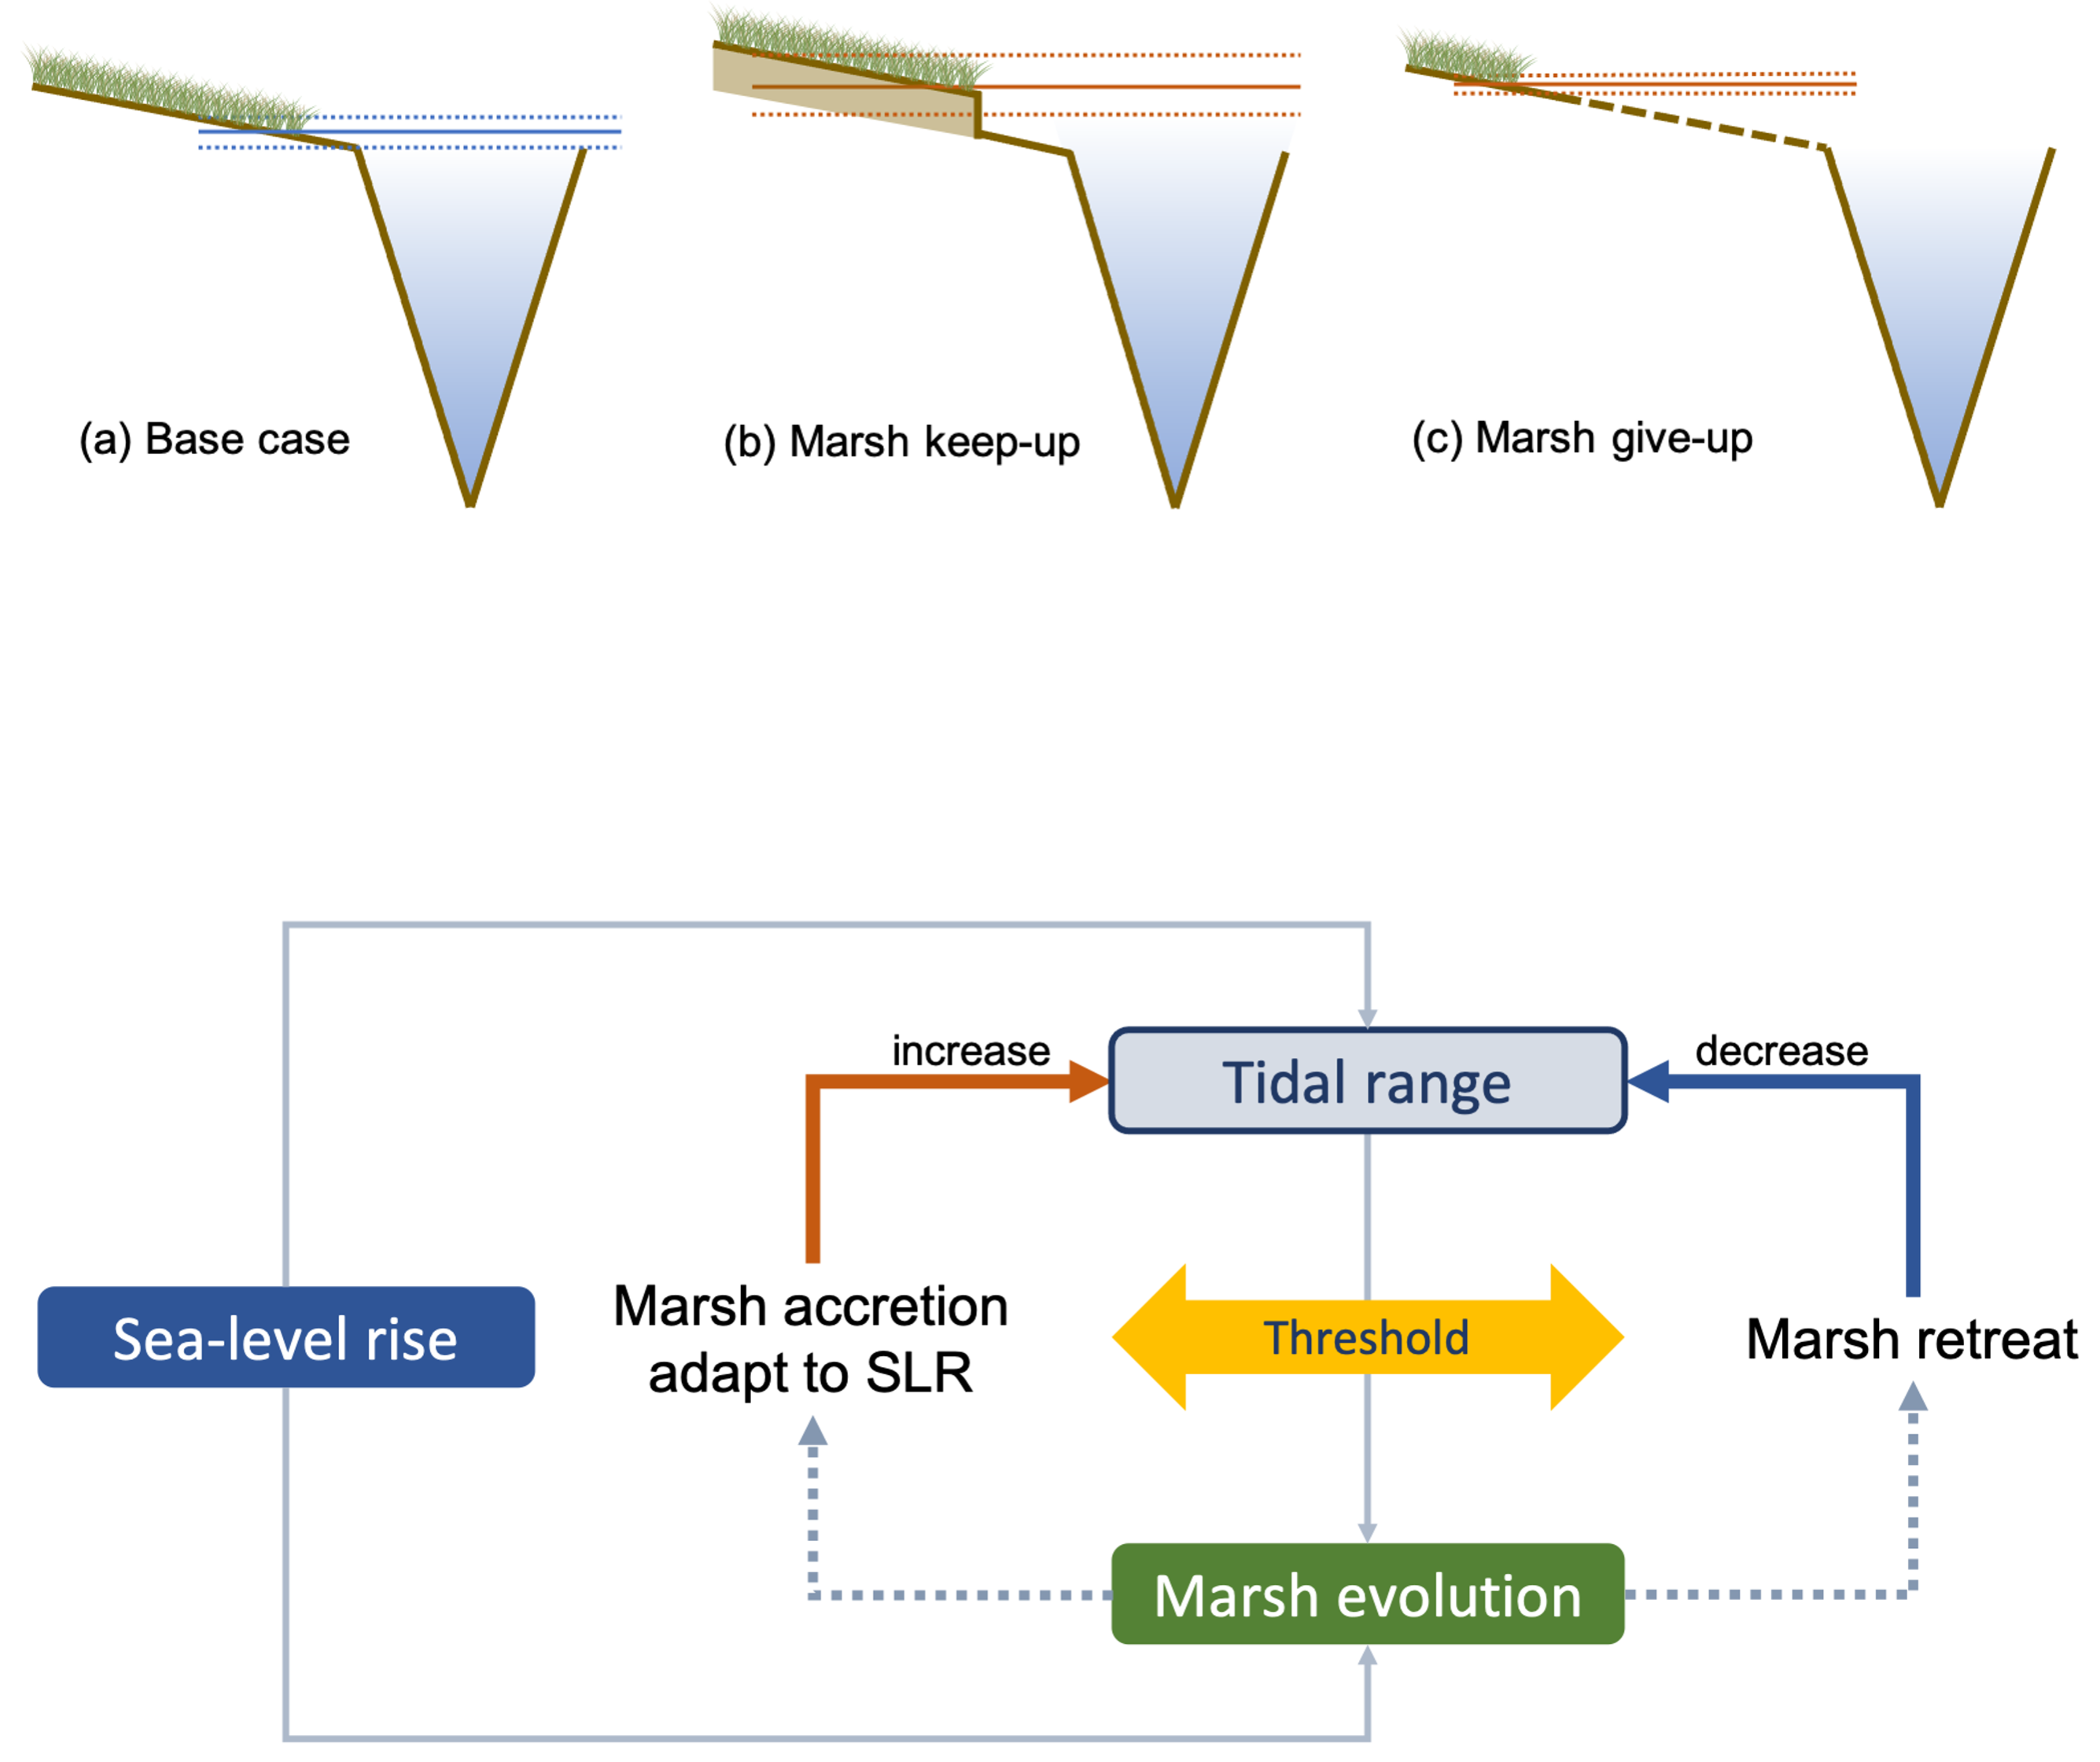 (a) Base case
(b) Marsh keep-up
(c) Marsh give-up
increase
decrease
Tidal range
Sea-level rise
Marsh accretion
adapt to SLR
Threshold
Marsh retreat
Marsh evolution